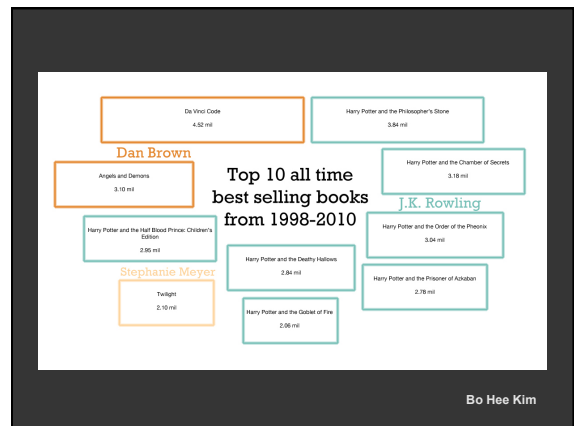 Da Vinci Code
4.52 mil
Harry Potter and the Philosopher's Stone
3.84 mil
Dan Brown
Harry Potter and the Chamber of Secrets
3.18 mil
Angels and Demons
3.10 mil
Top 10 all time
best selling books
from 1998-2010
J.K. Rowling
Harry Potter and the Half Blood Prince: Children's
Edition
2.95 mil
Harry Potter and the Order of the Pheonix
3.04 mil
Stephanie Meyer
Harry Potter and the Deathy Hallows
2.84 mil
Harry Potter and the Prisoner of Azkaban
2.78 mil
Twilight
2.10 mil
Harry Potter and the Goblet of Fire
2.06 mil
Bo Hee Kim